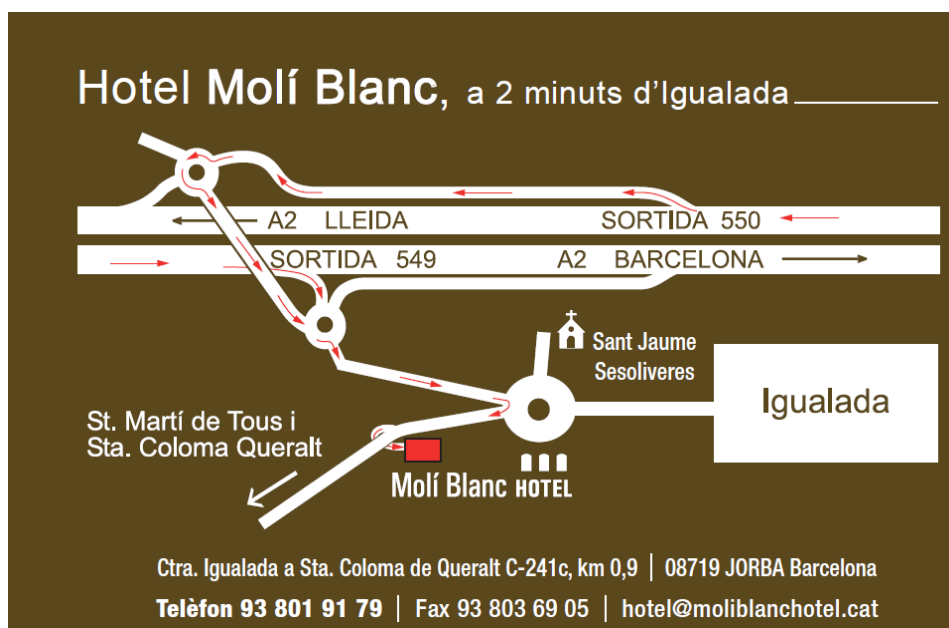 Hotel Molí Blanc, a 2 minuts d'Igualada
A2 LLEIDA
SORTIDA 550
SORTIDA 549
A2 BARCELONA
Sant Jaume
Sesoliveres
Igualada
St. Martí de Tous i
Sta. Coloma Queralt
Molí Blanc HOTEL
Ctra. Igualada a Sta. Coloma de Queralt C-241c, km 0,9 | 08719 JORBA Barcelona
Telèfon 93 801 91 79 | Fax 93 803 69 05 | hotel@moliblanchotel.cat